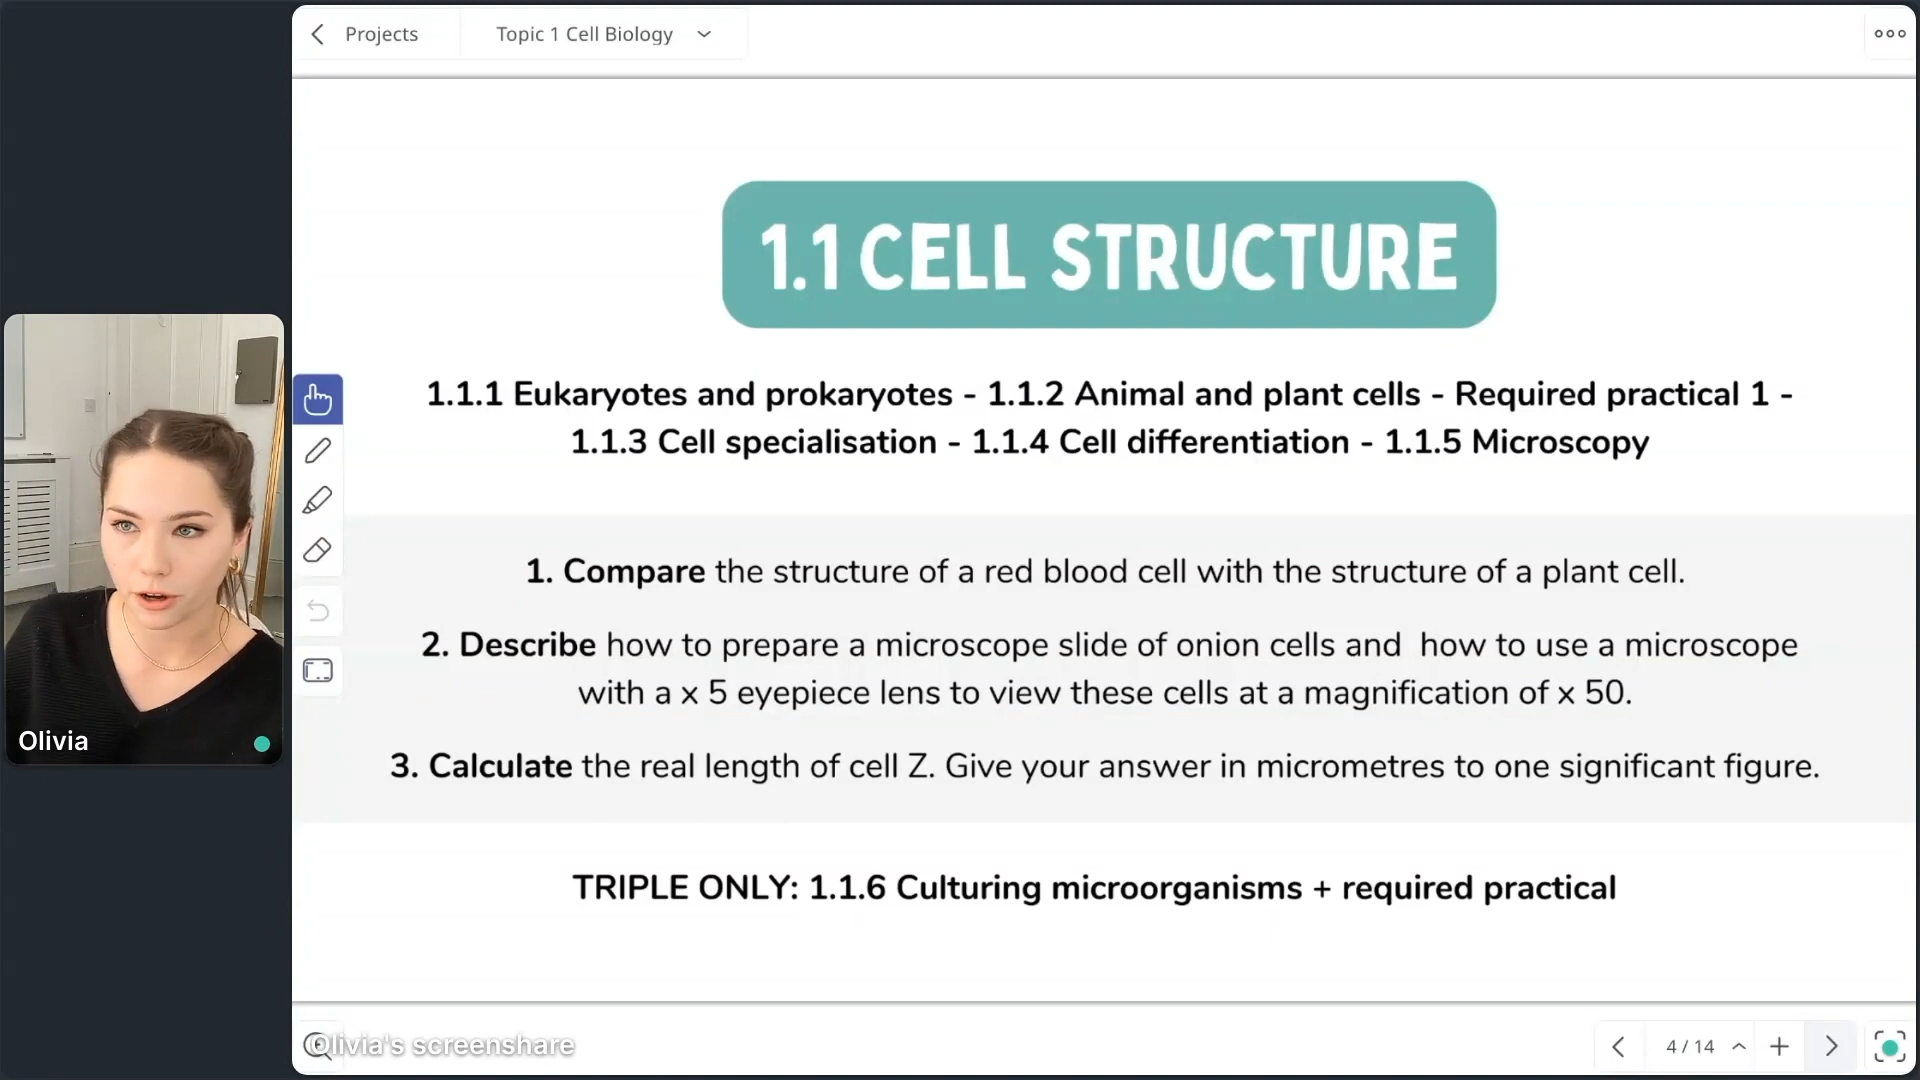 Projects
Topic 1 Cell Biology
1.1 CELL STRUCTURE
1.1.1 Eukaryotes and prokaryotes - 1.1.2 Animal and plant cells - Required practical 1 -
1.1.3 Cell specialisation - 1.1.4 Cell differentiation - 1.1.5 Microscopy
1. Compare the structure of a red blood cell with the structure of a plant cell.
2. Describe how to prepare a microscope slide of onion cells and how to use a microscope
with a x 5 eyepiece lens to view these cells at a magnification of x 50.
3. Calculate the real length of cell Z. Give your answer in micrometres to one significant figure.
TRIPLE ONLY: 1.1.6 Culturing microorganisms + required practical
Olivia
Olivia's screenshare
4 / 14